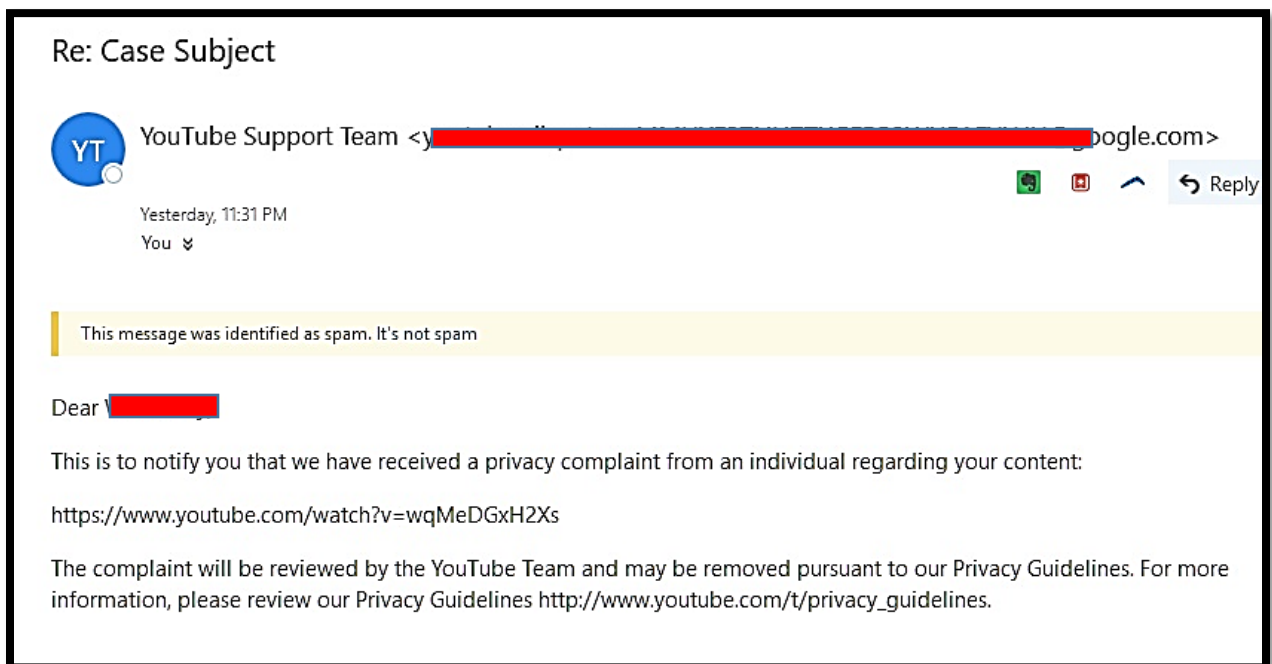 Re: Case Subject
YT
YouTube Support Team <y google.com>
Reply
Yesterday, 11:31 PM
You
This message was identified as spam. It's not spam
Dear
This is to notify you that we have received a privacy complaint from an individual regarding your content:
https://www.youtube.com/watch?v=wqMeDGxH2Xs
The complaint will be reviewed by the YouTube Team and may be removed pursuant to our Privacy Guidelines. For more
information, please review our Privacy Guidelines http://www.youtube.com/t/privacy_guidelines.